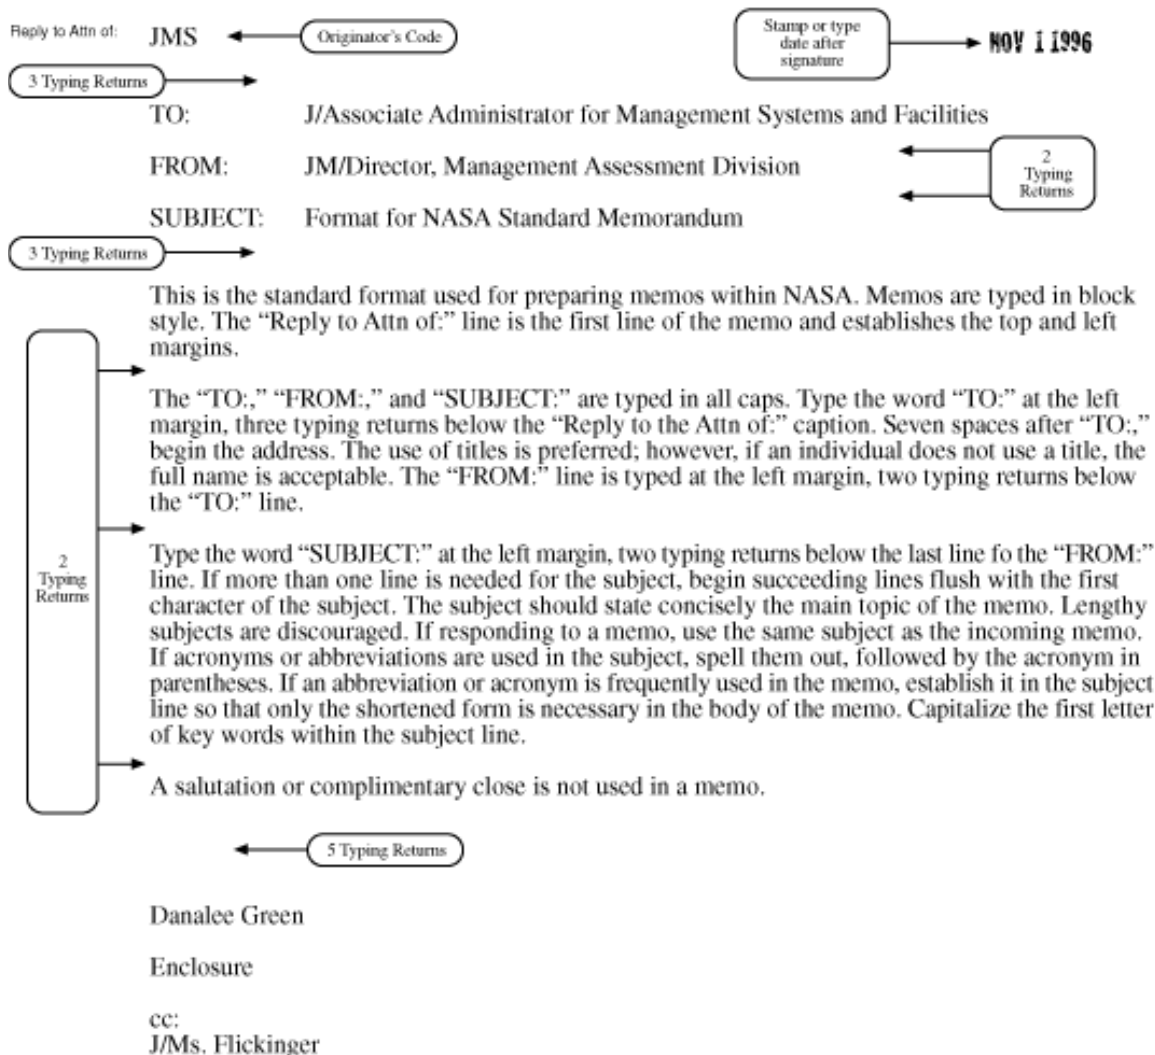 Reply to Attn of: JMS Originator's Code
Stamp or type
date after
signature
NOV 1 1996
3 Typing Returns
TO: J/Associate Administrator for Management Systems and Facilities
FROM: JM/Director, Management Assessment Division
2
Typing
Returns
SUBJECT: Format for NASA Standard Memorandum
3 Typing Returns
This is the standard format used for preparing memos within NASA. Memos are typed in block
style. The “Reply to Attn of:” line is the first line of the memo and establishes the top and left
margins.
The “TO:,” “FROM:,” and “SUBJECT:” are typed in all caps. Type the word “TO:” at the left
margin, three typing returns below the “Reply to the Attn of:” caption. Seven spaces after “TO:,”
begin the address. The use of titles is preferred; however, if an individual does not use a title, the
full name is acceptable. The “FROM:” line is typed at the left margin, two typing returns below
the “TO:” line.
2
Typing
Returns
Type the word “SUBJECT:” at the left margin, two typing returns below the last line fo the “FROM:”
line. If more than one line is needed for the subject, begin succeeding lines flush with the first
character of the subject. The subject should state concisely the main topic of the memo. Lengthy
subjects are discouraged. If responding to a memo, use the same subject as the incoming memo.
If acronyms or abbreviations are used in the subject, spell them out, followed by the acronym in
parentheses. If an abbreviation or acronym is frequently used in the memo, establish it in the subject
line so that only the shortened form is necessary in the body of the memo. Capitalize the first letter
of key words within the subject line.
A salutation or complimentary close is not used in a memo.
5 Typing Returns
Danalee Green
Enclosure
cc:
J/Ms. Flickinger